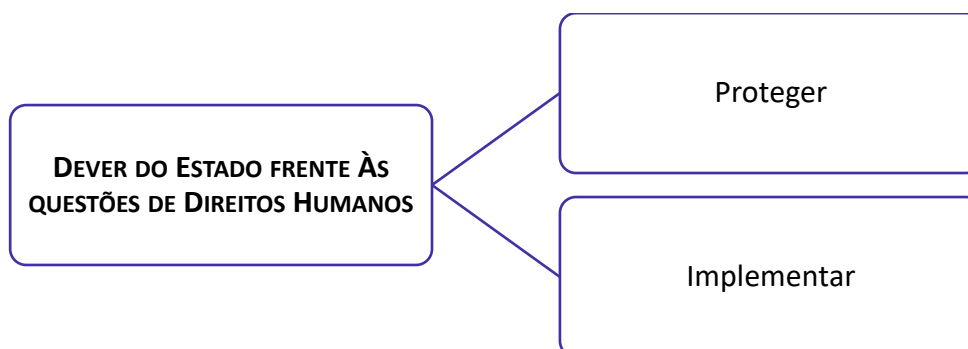 DEVER DO ESTADO FRENTE ÀS
QUESTÕES DE DIREITOS HUMANOS
Proteger
Implementar